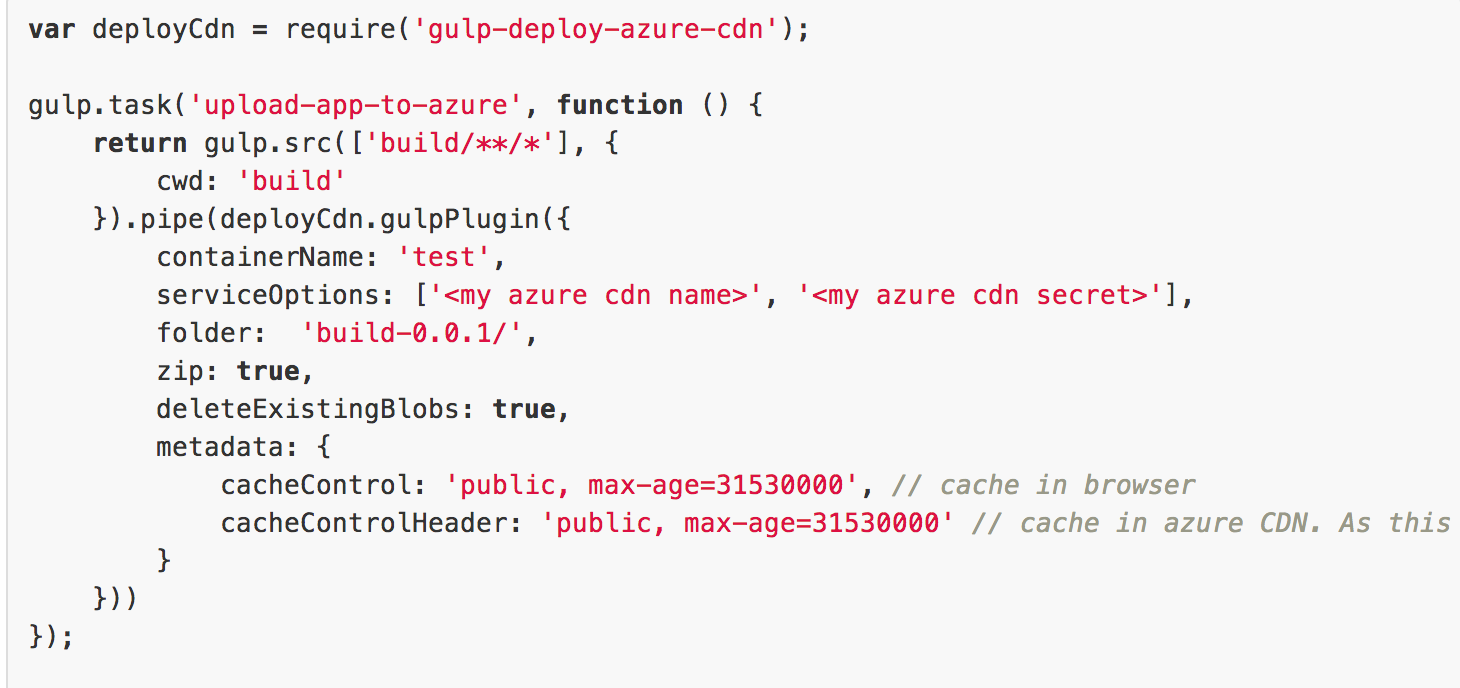 var deployCdn = require('gulp-deploy-azure-cdn');
gulp.task('upload-app-to-azure', function () {
return gulp.src(['build/**/*'], {
cwd: 'build'
}).pipe(deployCdn.gulpPlugin({
containerName: 'test',
serviceOptions: ['<my azure cdn name>', '<my azure cdn secret>'],
folder:  'build-0.0.1/',
zip: true,
deleteExistingBlobs: true,
metadata: {
cacheControl: 'public, max-age=31530000', // cache in browser
cacheControlHeader: 'public, max-age=31530000' // cache in azure CDN. As this
}
}))
});